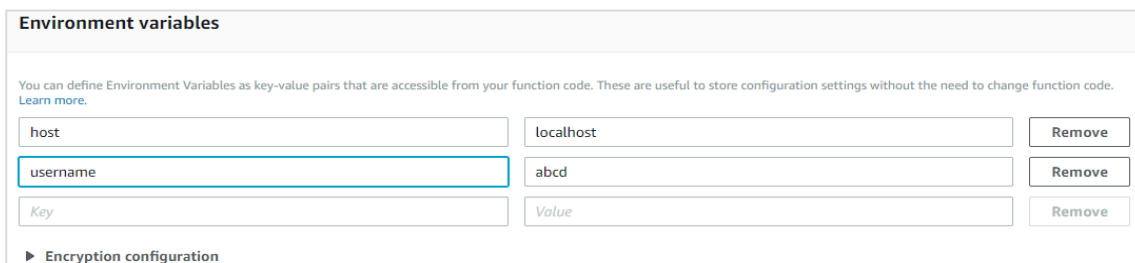 Environment variables
You can define Environment Variables as key-value pairs that are accessible from your function code. These are useful to store configuration settings without the need to change function code.
Learn more.
host localhost Remove
username abcd Remove
Key Value Remove
Encryption configuration